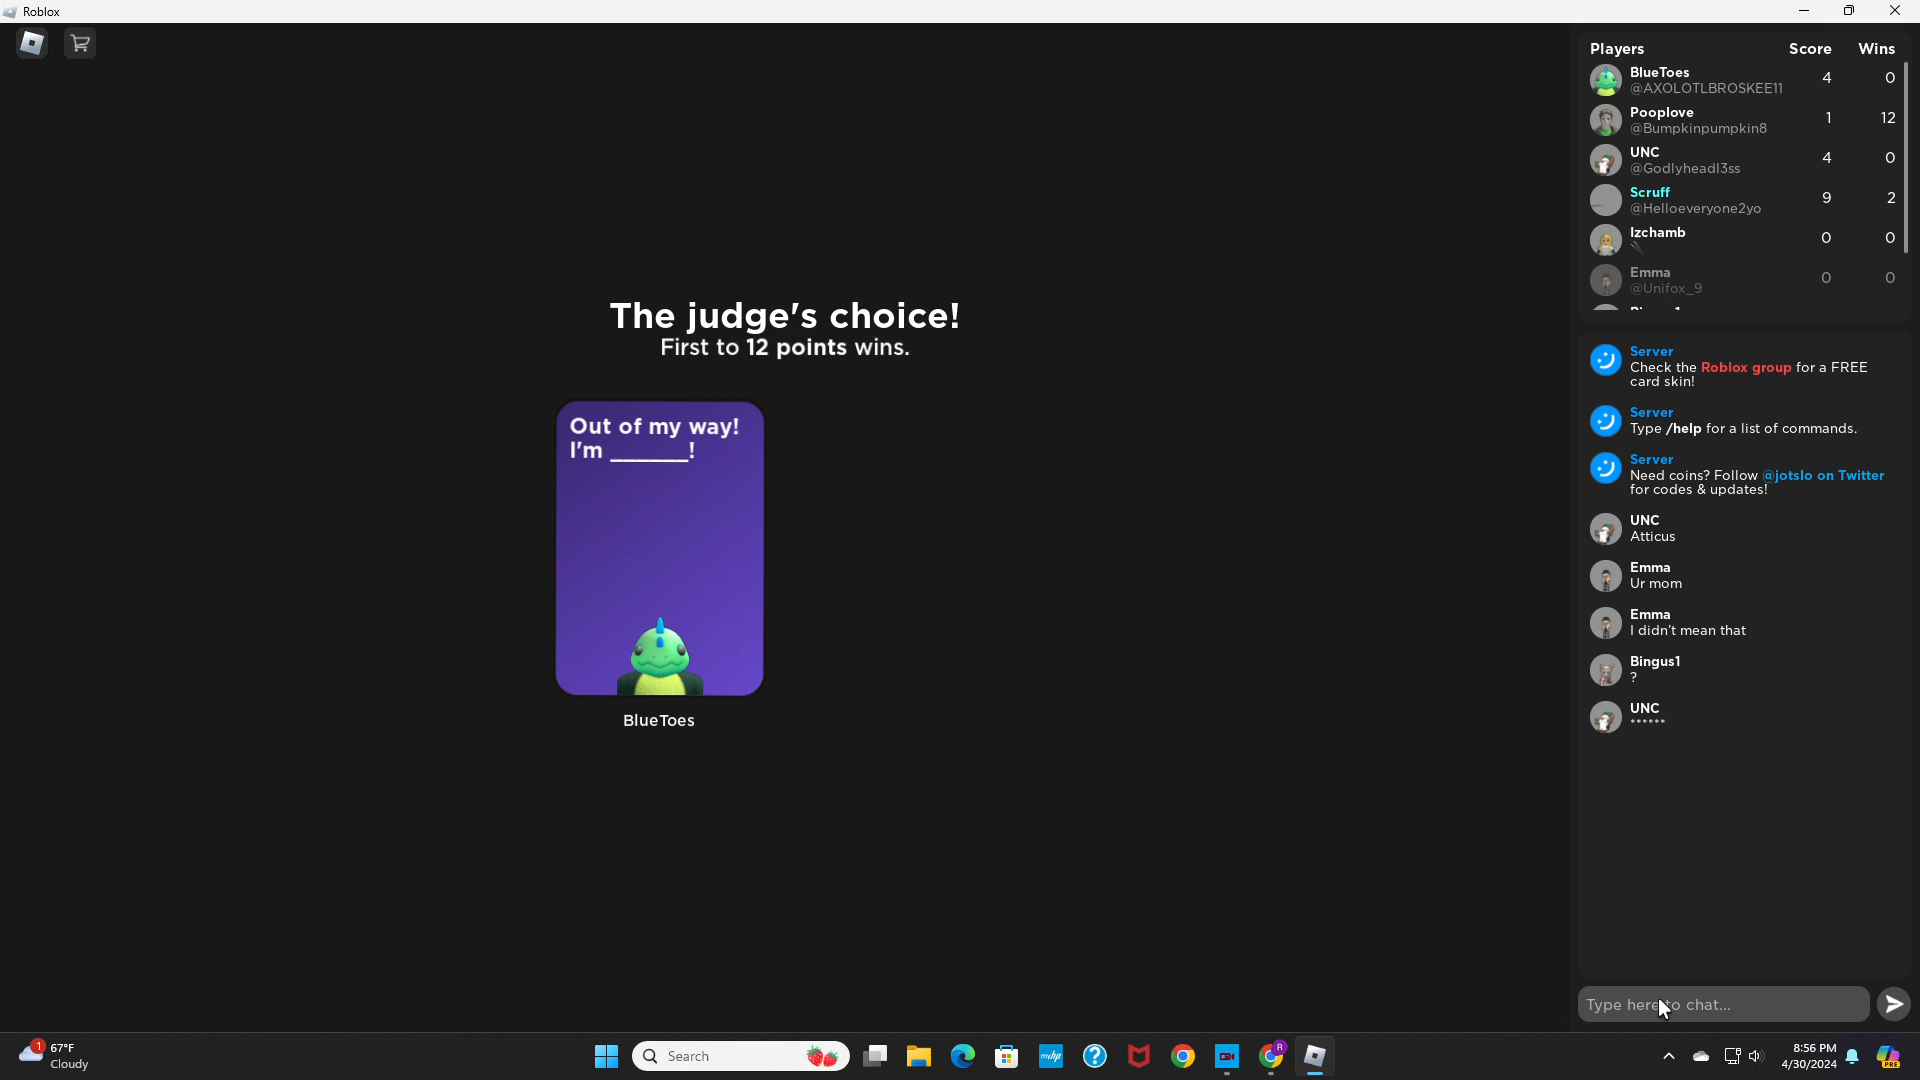 Roblox
Players Score Wins
BlueToes
@AXOLOTLBROSKEE11 4 0
Pooplove
@Bumpkinpumpkin8 1 12
UNC
@Godlyheadl3ss 4 0
Scruff
@Helloeveryone2yo 9 2
Izchamb 0 0
Emma
@Unifox_9 0 0
The judge's choice!
First to 12 points wins.
Out of my way!
I'm ______!
BlueToes
Server
Check the Roblox group for a FREE
card skin!
Server
Type /help for a list of commands.
Server
Need coins? Follow @jotslo on Twitter
for codes & updates!
UNC
Atticus
Emma
Ur mom
Emma
I didn't mean that
Bingus1
?
UNC
******
Type here to chat...
1
67°F
Cloudy
Search
myhp
R
8:56 PM
4/30/2024
PRE